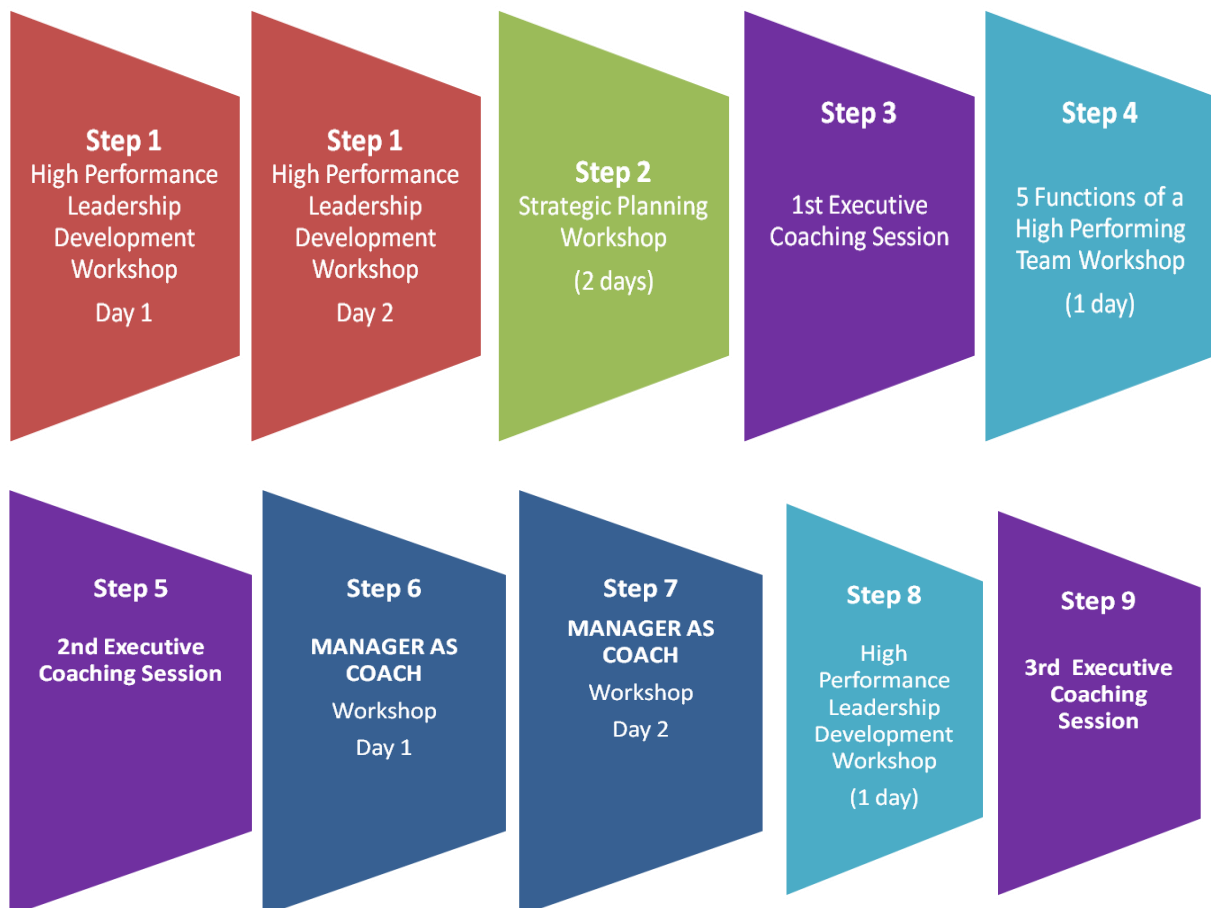 Step 1
High Performance
Leadership
Development
Workshop
Day 1
Step 1
High Performance
Leadership
Development
Workshop
Day 2
Step 2
Strategic Planning
Workshop
(2 days)
Step 3
1st Executive
Coaching Session
Step 4
5 Functions of a
High Performing
Team Workshop
(1 day)
Step 5
2nd Executive
Coaching Session
Step 6
MANAGER AS
COACH
Workshop
Day 1
Step 7
MANAGER AS
COACH
Workshop
Day 2
Step 8
High
Performance
Leadership
Development
Workshop
(1 day)
Step 9
3rd Executive
Coaching
Session